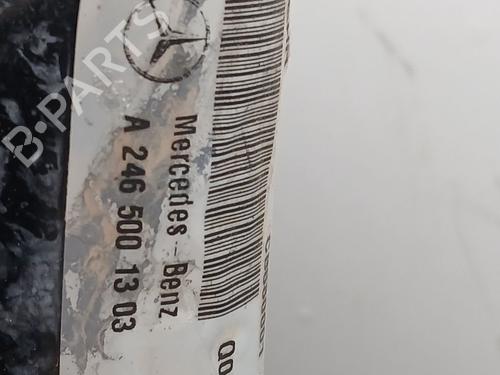 B-PARTS
Mercedes-Benz
A 246 500 13 03